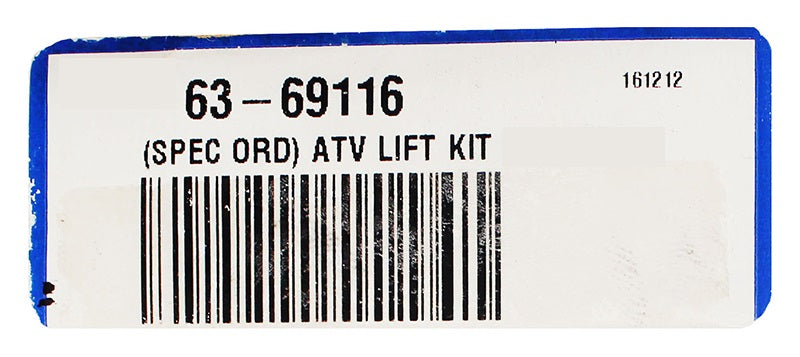 63-69116
161212
(SPEC ORD) ATV LIFT KIT